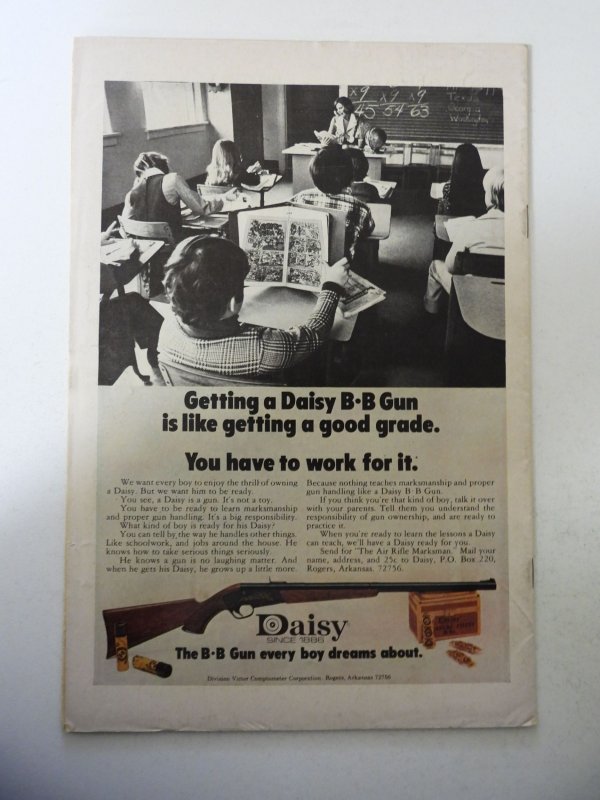 x9 x9 x9
45 54 63
Texas
Georgia
Washington
Getting a Daisy B·B Gun
is like getting a good grade.
You have to work for it.
We want every boy to enjoy the thrill of owning
a Daisy. But we want him to be ready.
You see, a Daisy is a gun. It's not a toy.
You have to be ready to learn marksmanship
and proper gun handling. It's a big responsibility.
What kind of boy is ready for his Daisy?
You can tell by the way he handles other things.
Like schoolwork, and jobs around the house. He
knows how to take serious things seriously.
He knows a gun is no laughing matter. And
when he gets his Daisy, he grows up a little more.
Because nothing teaches marksmanship and proper
gun handling like a Daisy B·B Gun.
If you think you're that kind of boy, talk it over
with your parents. Tell them you understand the
responsibility of gun ownership, and are ready to
practice it.
When you're ready to learn the lessons a Daisy
can teach, we'll have a Daisy ready for you.
Send for "The Air Rifle Marksman." Mail your
name, address, and 25¢ to Daisy, P.O. Box 220,
Rogers, Arkansas. 72756.
Daisy
SINCE 1886
The B·B Gun every boy dreams about.
Division Victor Comptometer Corporation. Rogers, Arkansas 72756